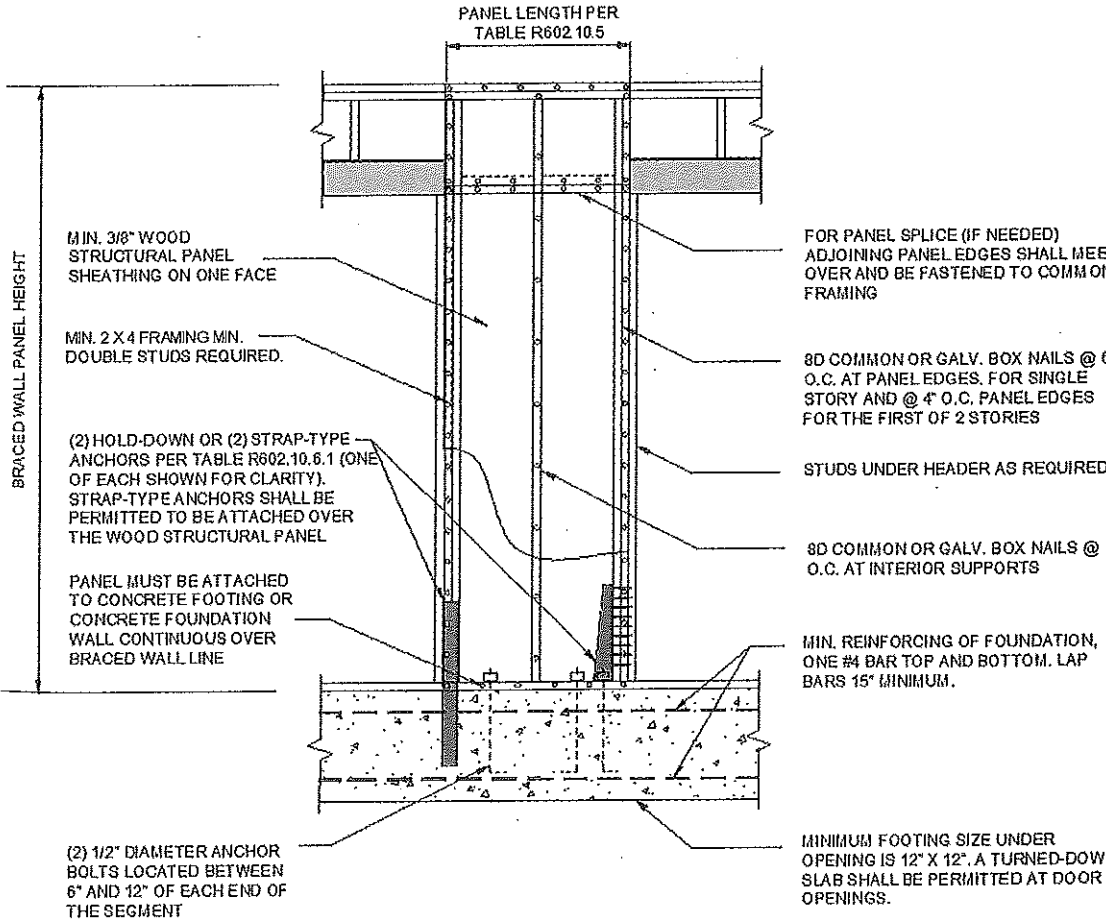 PANEL LENGTH PER
TABLE R602.10.5
BRACED WALL PANEL HEIGHT
MIN. 3/8" WOOD
STRUCTURAL PANEL
SHEATHING ON ONE FACE
MIN. 2 X 4 FRAMING MIN.
DOUBLE STUDS REQUIRED.
(2) HOLD-DOWN OR (2) STRAP-TYPE
ANCHORS PER TABLE R602.10.6.1 (ONE
OF EACH SHOWN FOR CLARITY).
STRAP-TYPE ANCHORS SHALL BE
PERMITTED TO BE ATTACHED OVER
THE WOOD STRUCTURAL PANEL
PANEL MUST BE ATTACHED
TO CONCRETE FOOTING OR
CONCRETE FOUNDATION
WALL CONTINUOUS OVER
BRACED WALL LINE
(2) 1/2" DIAMETER ANCHOR
BOLTS LOCATED BETWEEN
6" AND 12" OF EACH END OF
THE SEGMENT
FOR PANEL SPLICE (IF NEEDED)
ADJOINING PANEL EDGES SHALL MEE
OVER AND BE FASTENED TO COMMON
FRAMING
8D COMMON OR GALV. BOX NAILS @ 6
O.C. AT PANEL EDGES. FOR SINGLE
STORY AND @ 4" O.C. PANEL EDGES
FOR THE FIRST OF 2 STORIES
STUDS UNDER HEADER AS REQUIRED
8D COMMON OR GALV. BOX NAILS @
O.C. AT INTERIOR SUPPORTS
MIN. REINFORCING OF FOUNDATION,
ONE #4 BAR TOP AND BOTTOM. LAP
BARS 15" MINIMUM.
MINIMUM FOOTING SIZE UNDER
OPENING IS 12" X 12". A TURNED-DOW
SLAB SHALL BE PERMITTED AT DOOR
OPENINGS.